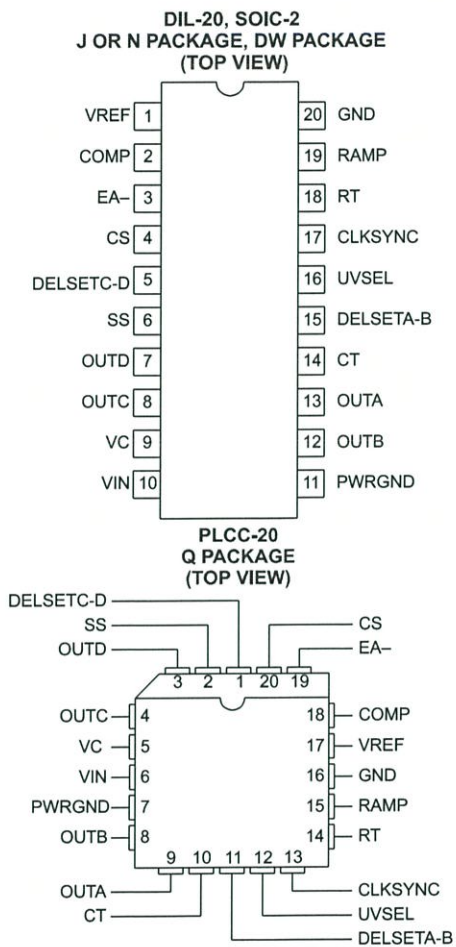 DIL-20, SOIC-2
J OR N PACKAGE, DW PACKAGE
(TOP VIEW)
VREF 1 20 GND
COMP 2 19 RAMP
EA– 3 18 RT
CS 4 17 CLKSYNC
DELSETC-D 5 16 UVSEL
SS 6 15 DELSETA-B
OUTD 7 14 CT
OUTC 8 13 OUTA
VC 9 12 OUTB
VIN 10 11 PWRGND
PLCC-20
Q PACKAGE
(TOP VIEW)
DELSETC-D
SS CS
OUTD EA–
3 2 1 20 19
OUTC 4 18 COMP
VC 5 17 VREF
VIN 6 16 GND
PWRGND 7 15 RAMP
OUTB 8 14 RT
9 10 11 12 13
OUTA CLKSYNC
CT UVSEL
DELSETA-B